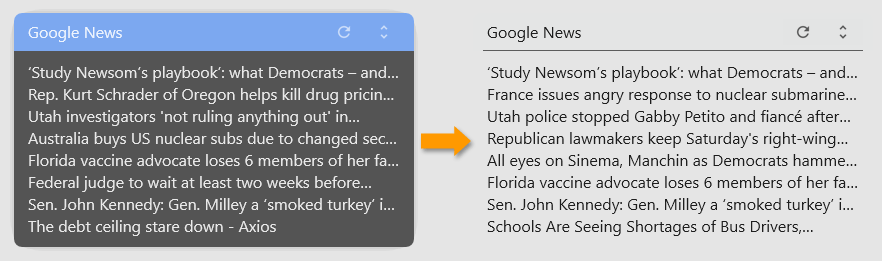 Google News
‘Study Newsom’s playbook’: what Democrats – and...
Rep. Kurt Schrader of Oregon helps kill drug pricin...
Utah investigators 'not ruling anything out' in...
Australia buys US nuclear subs due to changed sec...
Florida vaccine advocate loses 6 members of her fa...
Federal judge to wait at least two weeks before...
Sen. John Kennedy: Gen. Milley a ‘smoked turkey’ i...
The debt ceiling stare down - Axios
Google News
‘Study Newsom’s playbook’: what Democrats – and...
France issues angry response to nuclear submarine...
Utah police stopped Gabby Petito and fiancé after...
Republican lawmakers keep Saturday's right-wing...
All eyes on Sinema, Manchin as Democrats hamme...
Florida vaccine advocate loses 6 members of her fa...
Sen. John Kennedy: Gen. Milley a ‘smoked turkey’ i...
Schools Are Seeing Shortages of Bus Drivers,...